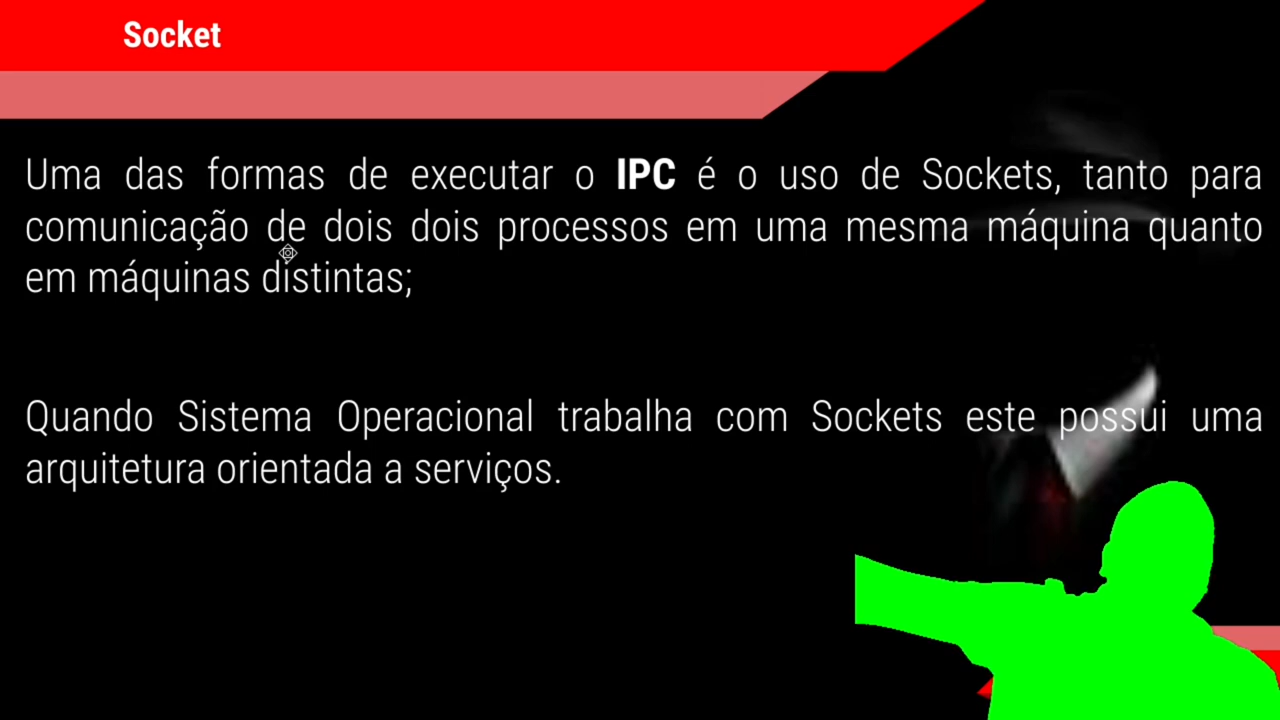 Socket
Uma das formas de executar o IPC é o uso de Sockets, tanto para
comunicação de dois dois processos em uma mesma máquina quanto
em máquinas distintas;
Quando Sistema Operacional trabalha com Sockets este possui uma
arquitetura orientada a serviços.